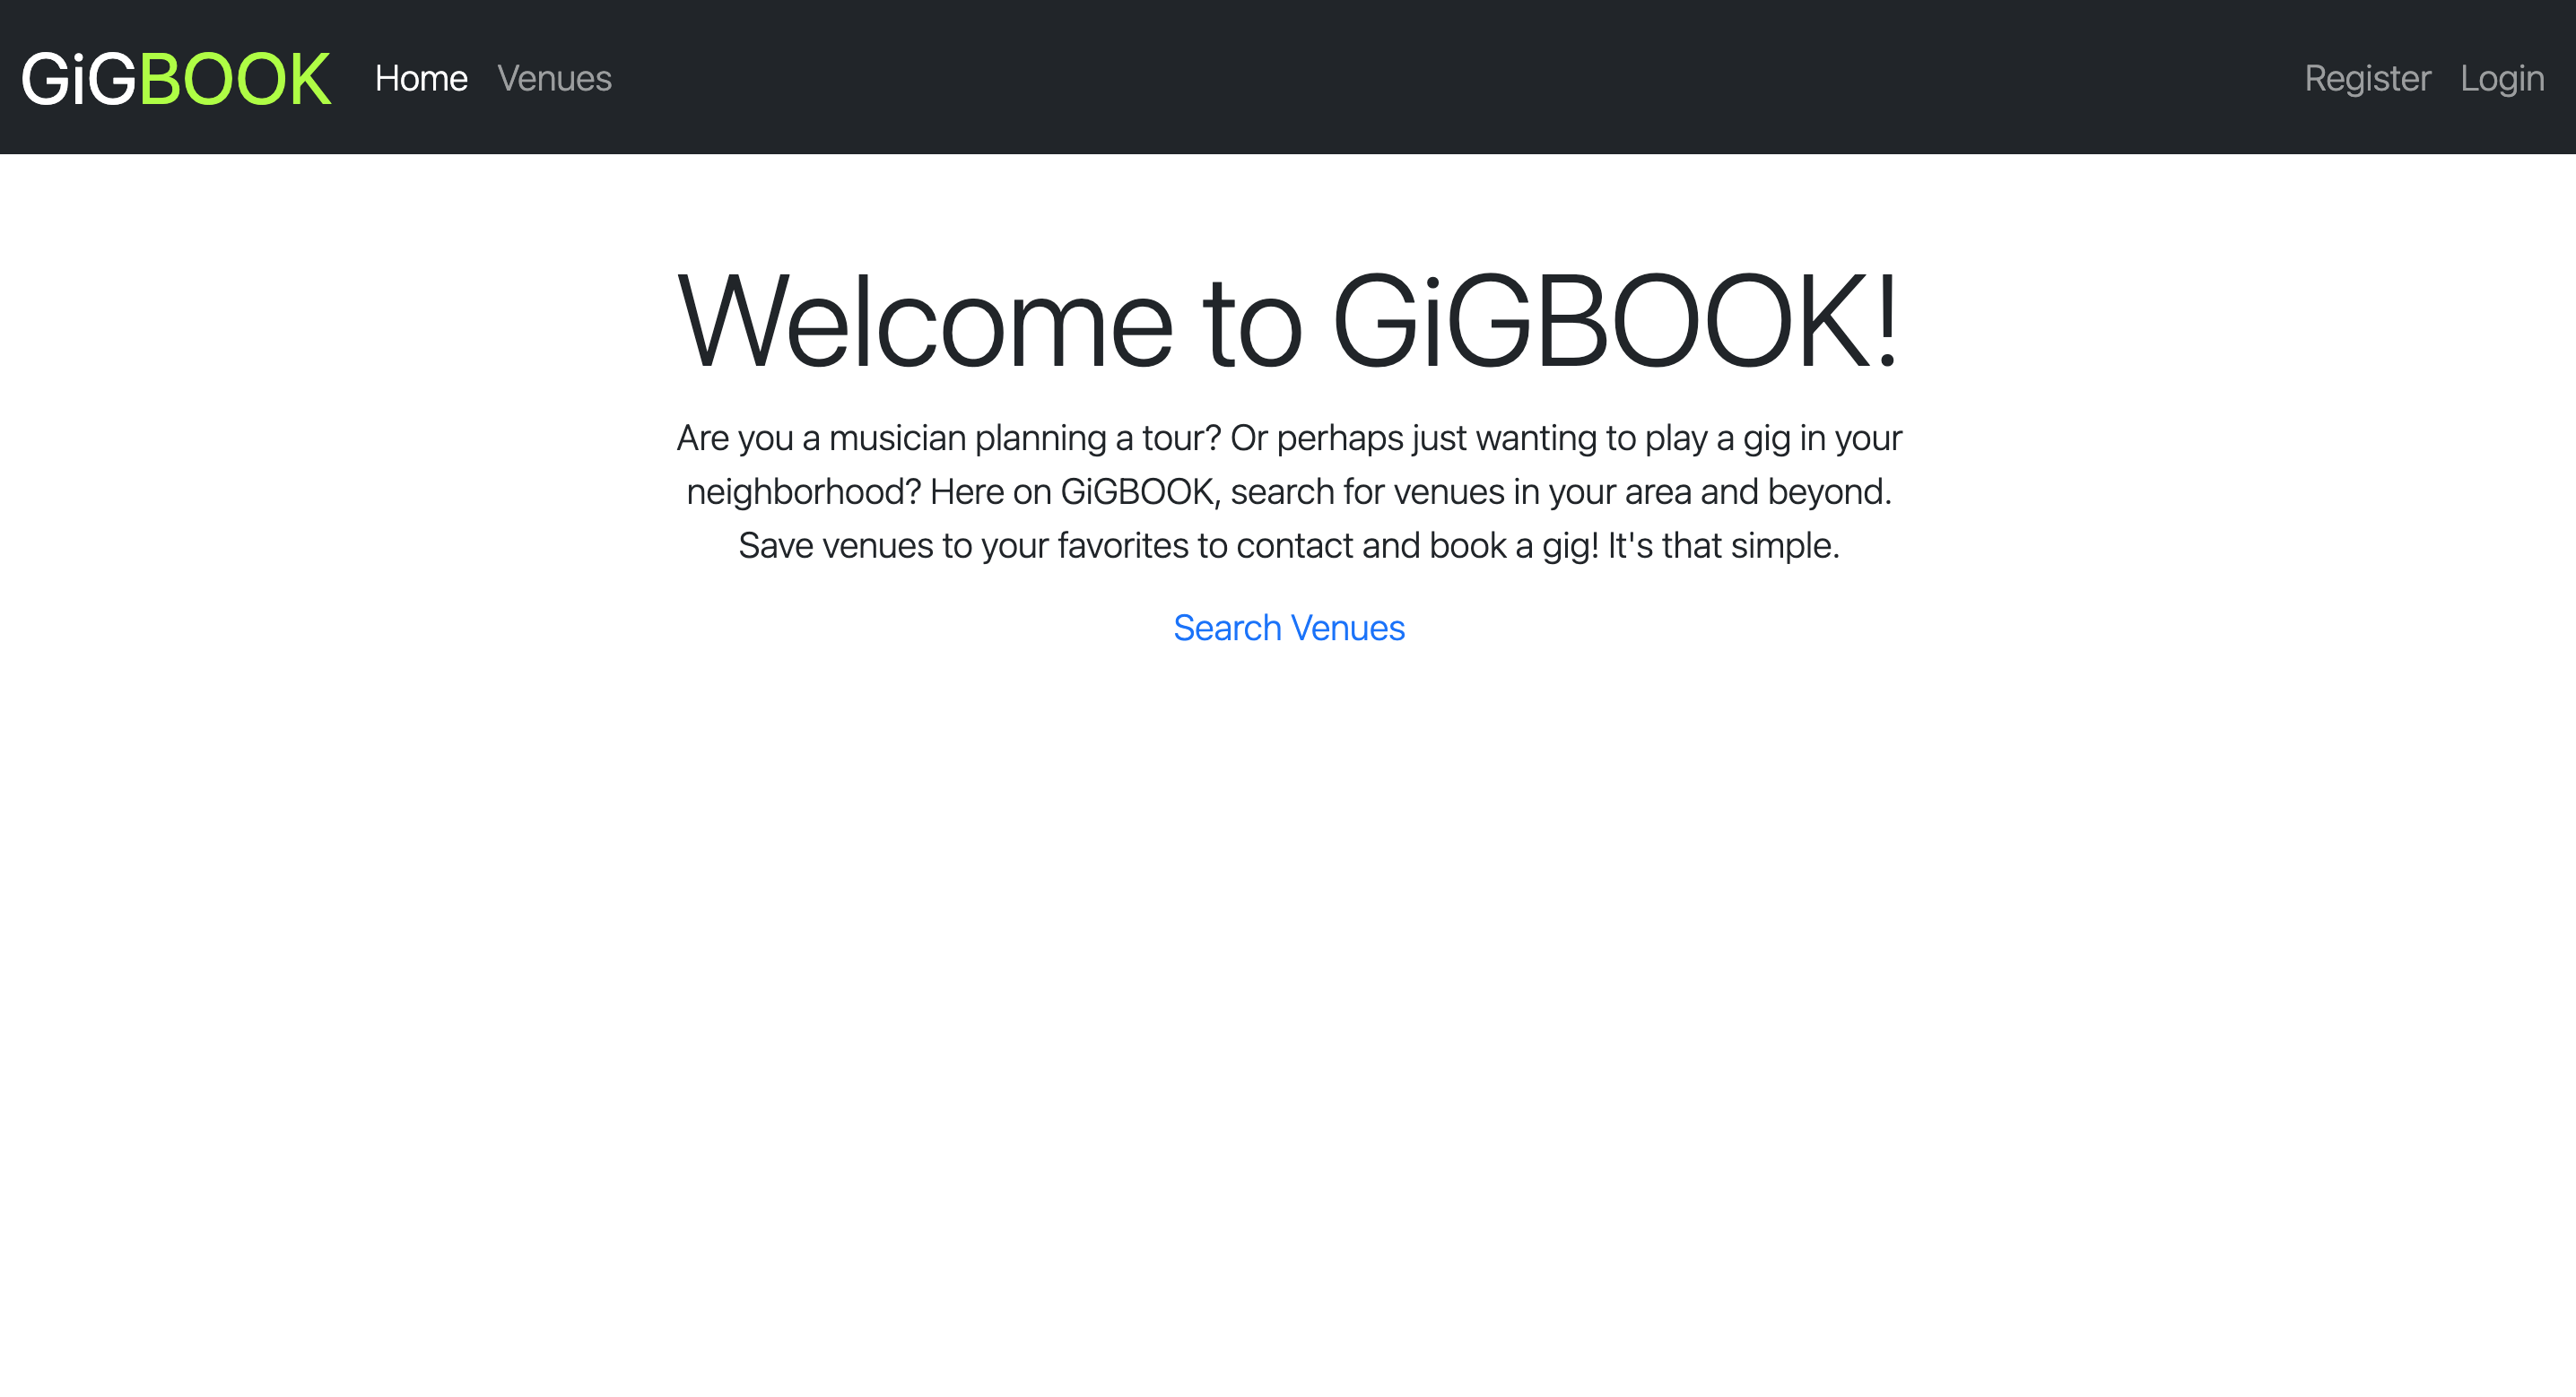 GiGBOOK Home Venues Register Login
Welcome to GiGBOOK!
Are you a musician planning a tour? Or perhaps just wanting to play a gig in your
neighborhood? Here on GiGBOOK, search for venues in your area and beyond.
Save venues to your favorites to contact and book a gig! It's that simple.
Search Venues